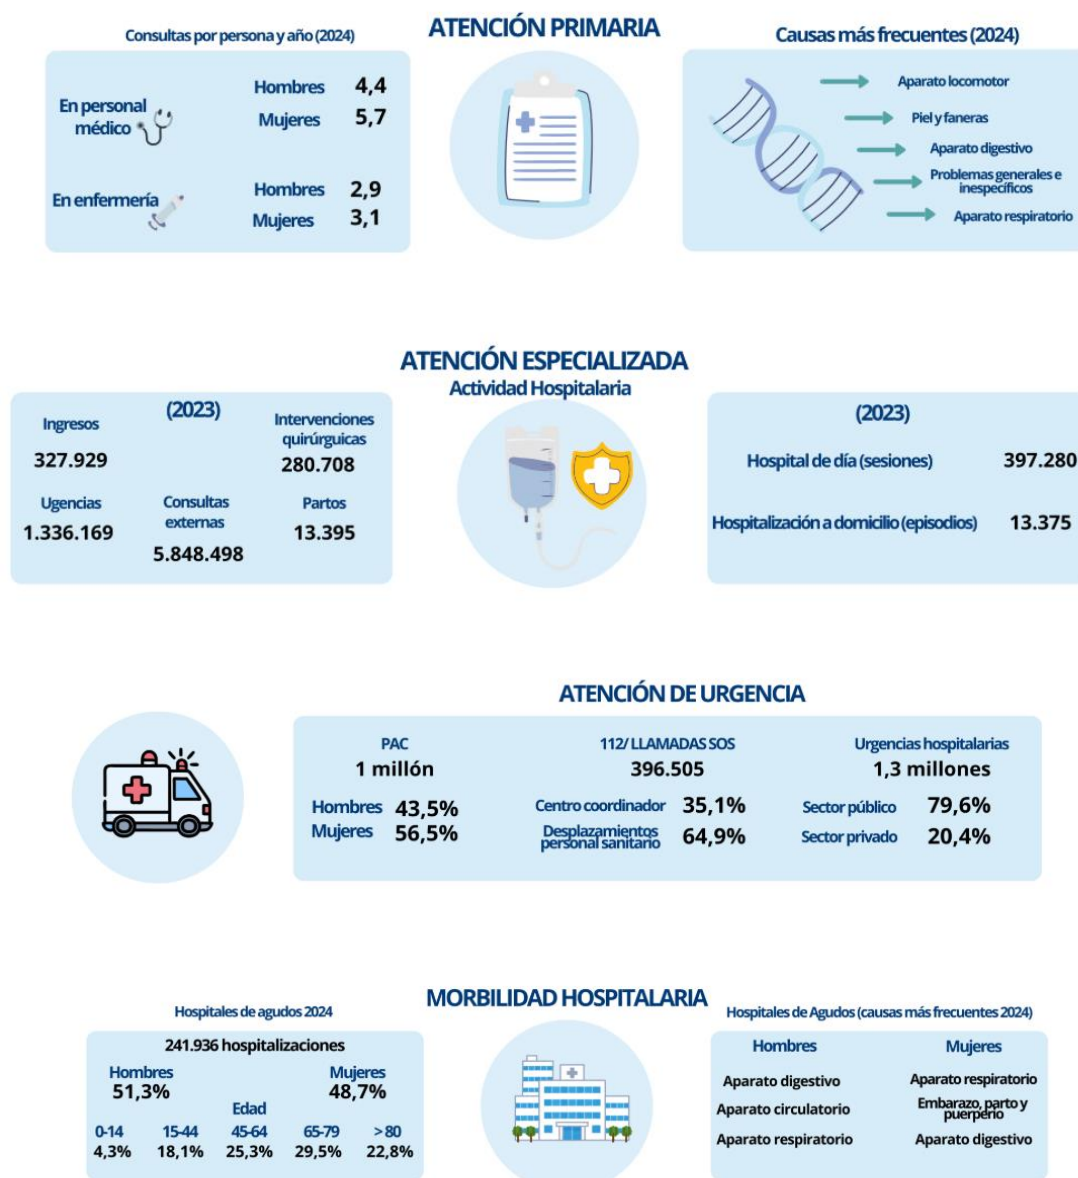 ATENCIÓN PRIMARIA
Consultas por persona y año (2024)
En personal
médico
Hombres 4,4
Mujeres 5,7
En enfermería
Hombres 2,9
Mujeres 3,1
Causas más frecuentes (2024)
Aparato locomotor
Piel y faneras
Aparato digestivo
Problemas generales e
inespecíficos
Aparato respiratorio
ATENCIÓN ESPECIALIZADA
Actividad Hospitalaria
(2023)
Ingresos
327.929
Intervenciones
quirúrguicas
280.708
Ugencias
1.336.169
Consultas
externas
5.848.498
Partos
13.395
(2023)
Hospital de día (sesiones) 397.280
Hospitalización a domicilio (episodios) 13.375
ATENCIÓN DE URGENCIA
PAC
1 millón
Hombres 43,5%
Mujeres 56,5%
112/ LLAMADAS SOS
396.505
Centro coordinador 35,1%
Desplazamientos
personal sanitario 64,9%
Urgencias hospitalarias
1,3 millones
Sector público 79,6%
Sector privado 20,4%
MORBILIDAD HOSPITALARIA
Hospitales de agudos 2024
241.936 hospitalizaciones
Hombres Mujeres
51,3% 48,7%
Edad
0-14 15-44 45-64 65-79 > 80
4,3% 18,1% 25,3% 29,5% 22,8%
Hospitales de Agudos (causas más frecuentes 2024)
Hombres
Aparato digestivo
Aparato circulatorio
Aparato respiratorio
Mujeres
Aparato respiratorio
Embarazo, parto y
puerperio
Aparato digestivo